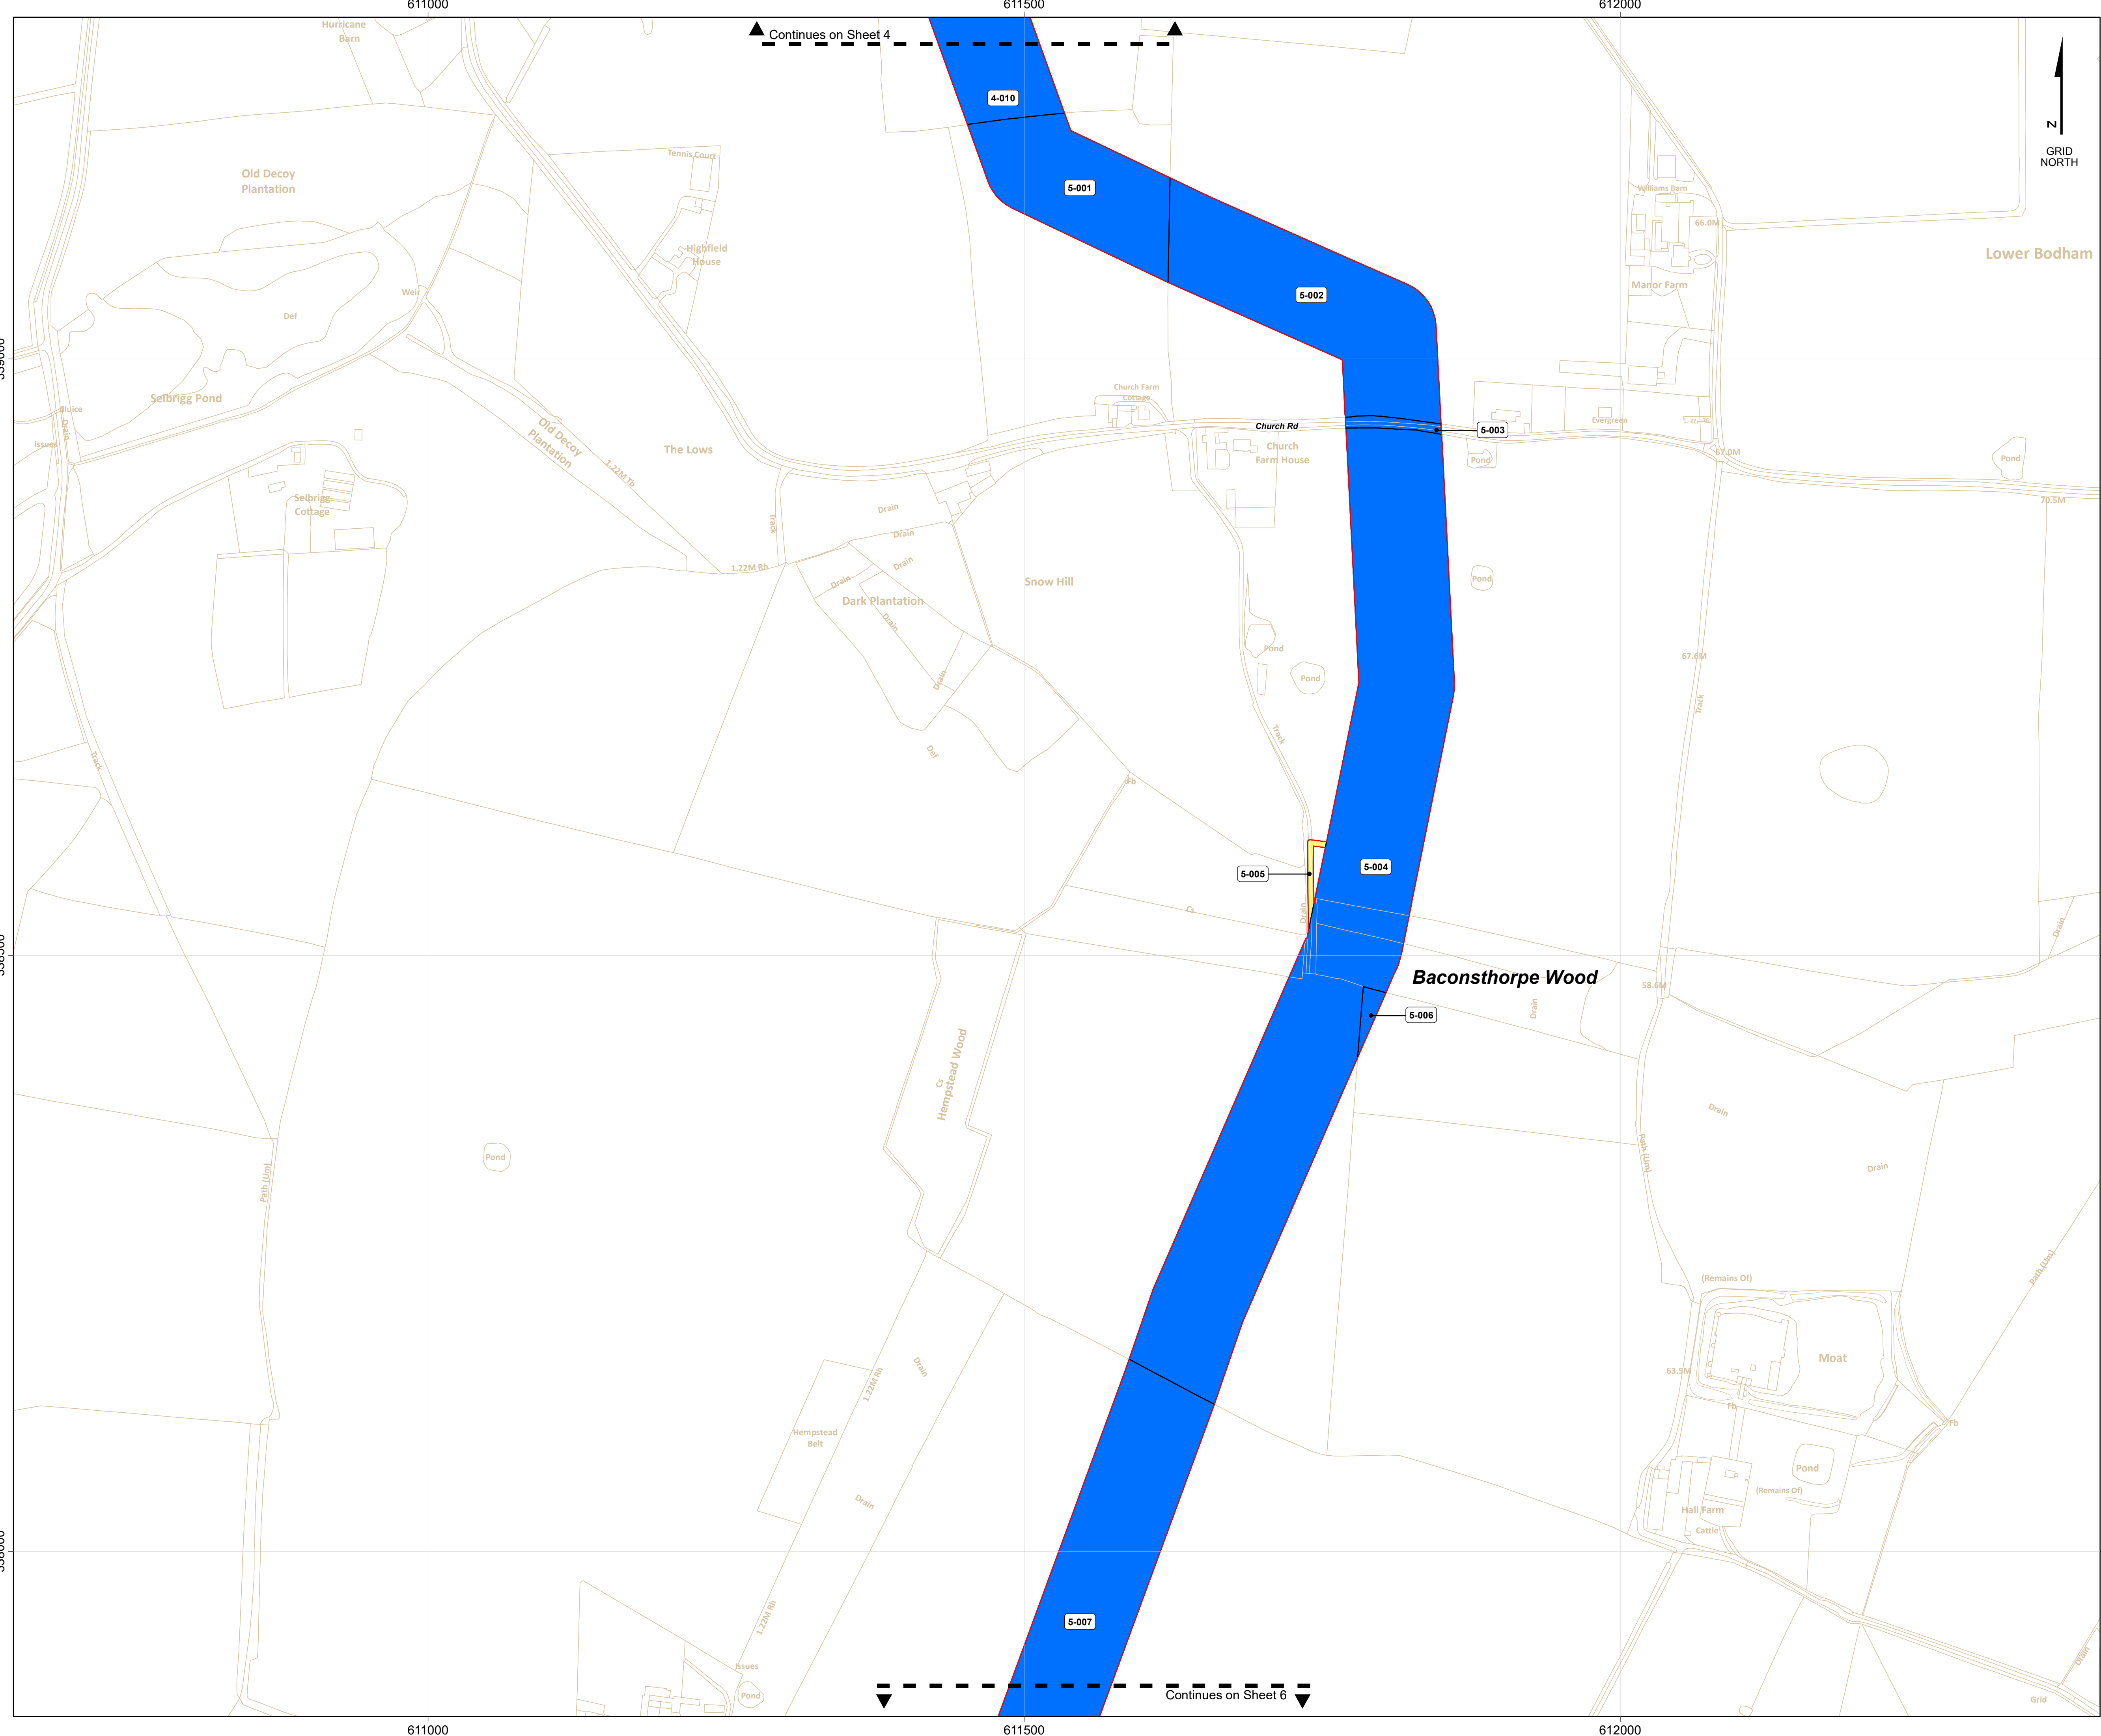 611000
611500
612000
Continues on Sheet 4
Hurricane
Barn
4-010
N
GRID
NORTH
Old Decoy
Plantation
Tennis Court
5-001
Williams Barn
66.0M
Highfield
House
Lower Bodham
Weir
5-002
Manor Farm
Def
339000
Selbrigg Pond
Church Farm
Cottage
Sluice
Drain
Issues
Old Decoy
Plantation
The Lows
Church Rd
5-003
Evergreen
Church
Farm House
Pond
67.0M
Pond
1.22M Tb
70.5M
Selbrigg
Cottage
Track
Drain
Drain
Drain
1.22M Rh
Drain
Snow Hill
Pond
Dark Plantation
Drain
Pond
67.6M
Drain
Pond
Track
Track
Def
Track
Fb
5-004
5-005
Cs
Drain
Drain
338500
Baconsthorpe Wood
58.6M
Drain
5-006
Cs
Hempstead Wood
Drain
Pond
Path (Um)
Path (Um)
Drain
Path (Um)
(Remains Of)
Drain
1.22M Rh
63.5M
Moat
Fb
Fb
Hempstead
Belt
Pond
(Remains Of)
Drain
Hall Farm
Cattle
338000
1.22M Rh
5-007
Issues
Drain
Pond
Continues on Sheet 6
Grid
611000
611500
612000